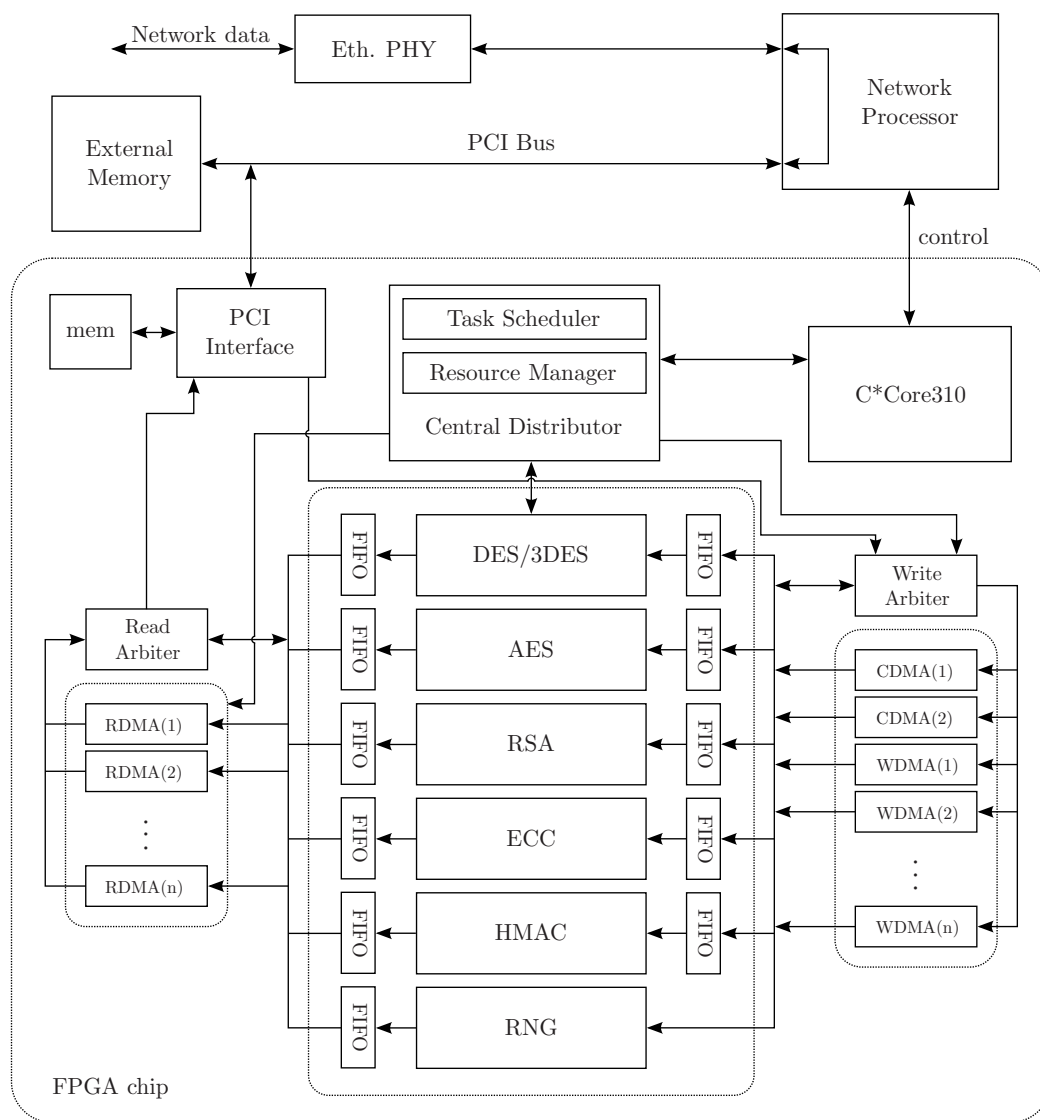 Network data
Eth. PHY
Network
Processor
External
Memory
PCI Bus
control
mem
PCI
Interface
Task Scheduler
Resource Manager
Central Distributor
C*Core310
FIFO
DES/3DES
FIFO
Write
Arbiter
Read
Arbiter
FIFO
AES
FIFO
CDMA(1)
CDMA(2)
WDMA(1)
WDMA(2)
⋮
WDMA(n)
RDMA(1)
RDMA(2)
⋮
RDMA(n)
FIFO
RSA
FIFO
FIFO
ECC
FIFO
FIFO
HMAC
FIFO
FIFO
RNG
FPGA chip